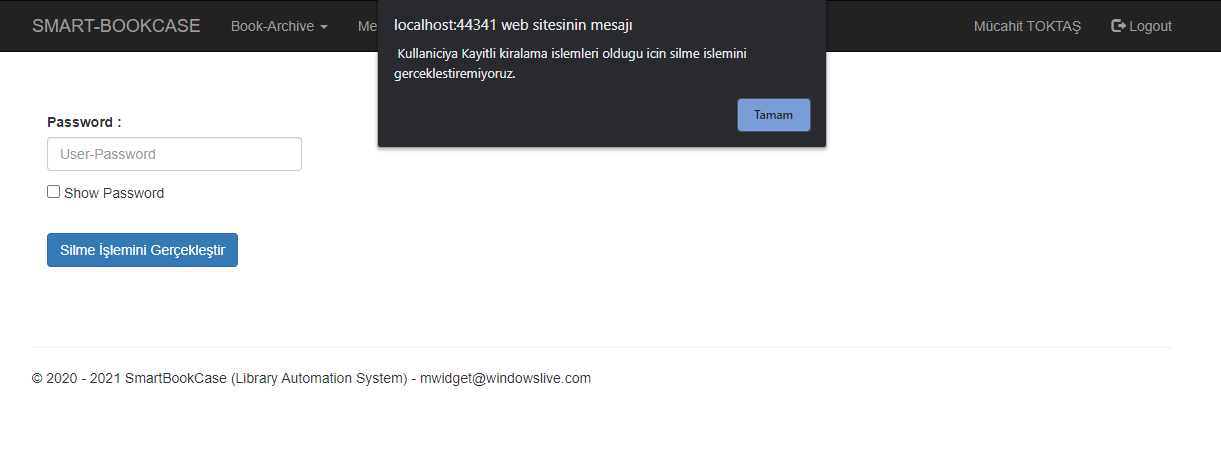 SMART-BOOKCASE Book-Archive Me Mücahit TOKTAŞ Logout
localhost:44341 web sitesinin mesajı
Kullaniciya Kayitli kiralama islemleri oldugu icin silme islemini
gerceklestiremiyoruz.
Tamam
Password :
User-Password
Show Password
Silme İşlemini Gerçekleştir
© 2020 - 2021 SmartBookCase (Library Automation System) - mwidget@windowslive.com